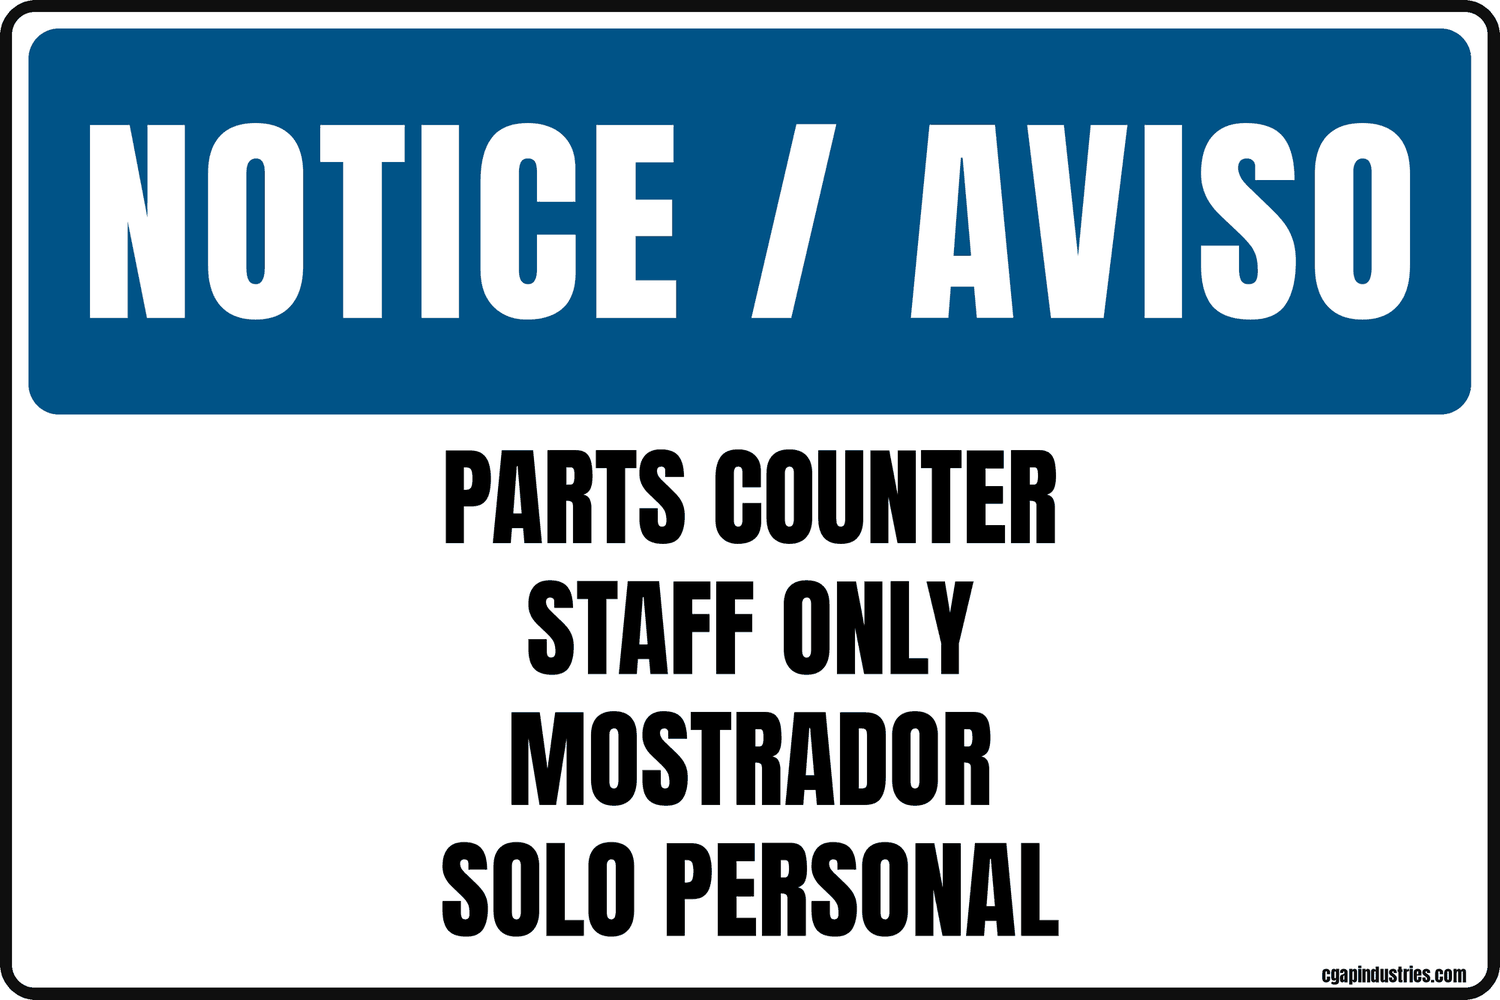 NOTICE / AVISO
PARTS COUNTER
STAFF ONLY
MOSTRADOR
SOLO PERSONAL
cgapindustries.com